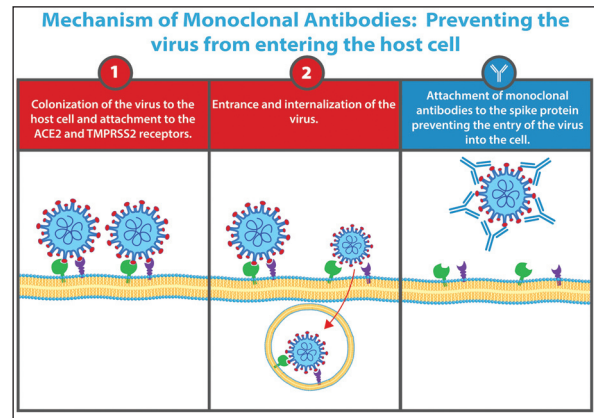 Mechanism of Monoclonal Antibodies: Preventing the
virus from entering the host cell
1
Colonization of the virus to the
host cell and attachment to the
ACE2 and TMPRSS2 receptors.
2
Entrance and internalization of the
virus.
Attachment of monoclonal
antibodies to the spike protein
preventing the entry of the virus
into the cell.